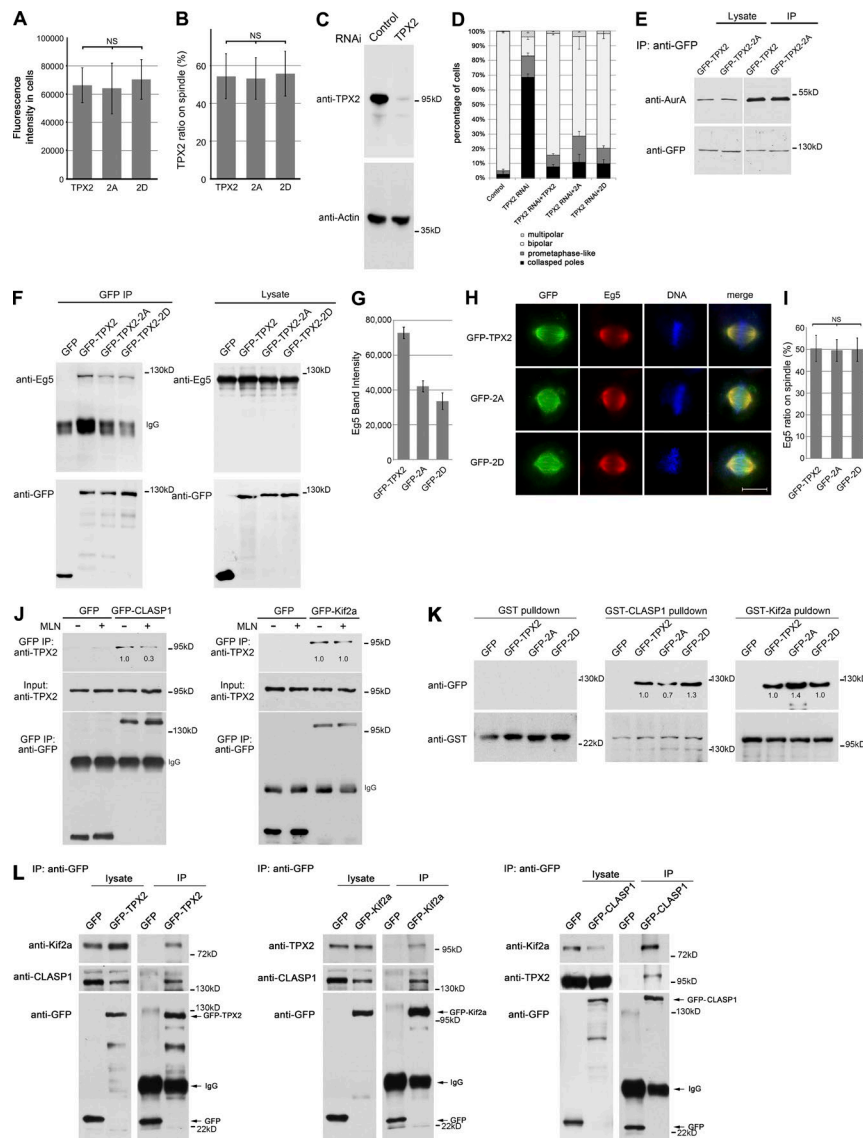 A
NS
Fluorescence
intensity in cells
100000
80000
60000
40000
20000
0
TPX2 2A 2D
B
NS
TPX2 ratio on spindle (%)
60
40
20
0
TPX2 2A 2D
C
RNAi
Control
TPX2
anti-TPX2
95kD
anti-Actin
35kD
D
percentage of cells
100%
90%
80%
70%
60%
50%
40%
30%
20%
10%
0%
Control
TPX2 RNAi
TPX2 RNAi+TPX2
TPX2 RNAi+2A
TPX2 RNAi+2D
multipolar
bipolar
prometaphase-like
collasped poles
E
Lysate IP
IP: anti-GFP
GFP-TPX2
GFP-TPX2-2A
GFP-TPX2
GFP-TPX2-2A
anti-AurA
55kD
anti-GFP
130kD
F
GFP IP
Lysate
GFP
GFP-TPX2
GFP-TPX2-2A
GFP-TPX2-2D
GFP
GFP-TPX2
GFP-TPX2-2A
GFP-TPX2-2D
anti-Eg5
130kD
IgG
anti-Eg5
130kD
anti-GFP
130kD
anti-GFP
130kD
G
Eg5 Band Intensity
80,000
60,000
40,000
20,000
0
GFP-TPX2
GFP-2A
GFP-2D
H
GFP Eg5 DNA merge
GFP-TPX2
GFP-2A
GFP-2D
I
NS
Eg5 ratio on spindle (%)
60
50
40
30
20
10
0
GFP-TPX2
GFP-2A
GFP-2D
J
GFP GFP-CLASP1
MLN – + – +
GFP IP:
anti-TPX2
95kD
1.0 0.3
Input:
anti-TPX2
95kD
GFP IP:
anti-GFP
130kD
IgG
GFP GFP-Kif2a
MLN – + – +
GFP IP:
anti-TPX2
95kD
1.0 1.0
Input:
anti-TPX2
95kD
GFP IP:
anti-GFP
95kD
IgG
K
GST pulldown
GST-CLASP1 pulldown
GST-Kif2a puldown
GFP
GFP-TPX2
GFP-2A
GFP-2D
GFP
GFP-TPX2
GFP-2A
GFP-2D
GFP
GFP-TPX2
GFP-2A
GFP-2D
anti-GFP
130kD
1.0 0.7 1.3
130kD
1.0 1.4 1.0
anti-GST
22kD
130kD
95kD
L
IP: anti-GFP
lysate IP
GFP
GFP-TPX2
GFP
GFP-TPX2
anti-Kif2a
72kD
anti-CLASP1
130kD
anti-GFP
130kD
GFP-TPX2
IgG
GFP
22kD
IP: anti-GFP
lysate IP
GFP
GFP-Kif2a
GFP
GFP-Kif2a
anti-TPX2
95kD
anti-CLASP1
130kD
anti-GFP
GFP-Kif2a
95kD
IgG
GFP
22kD
IP: anti-GFP
lysate IP
GFP
GFP-CLASP1
GFP
GFP-CLASP1
anti-Kif2a
72kD
anti-TPX2
95kD
anti-GFP
GFP-CLASP1
130kD
IgG
GFP
22kD